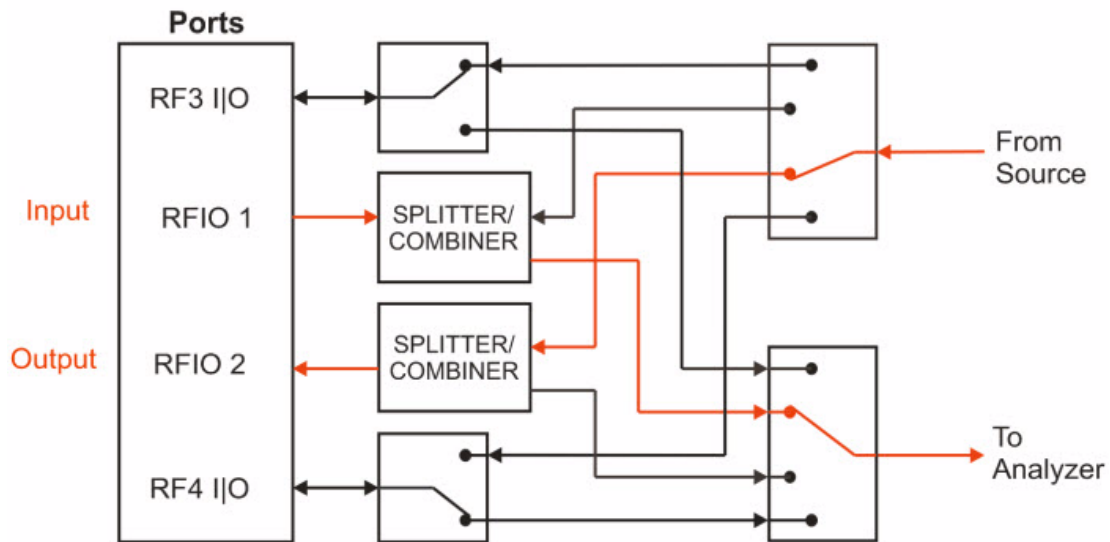 Ports
RF3 I|O
From
Source
Input
RFIO 1
SPLITTER/
COMBINER
Output
RFIO 2
SPLITTER/
COMBINER
To
Analyzer
RF4 I|O